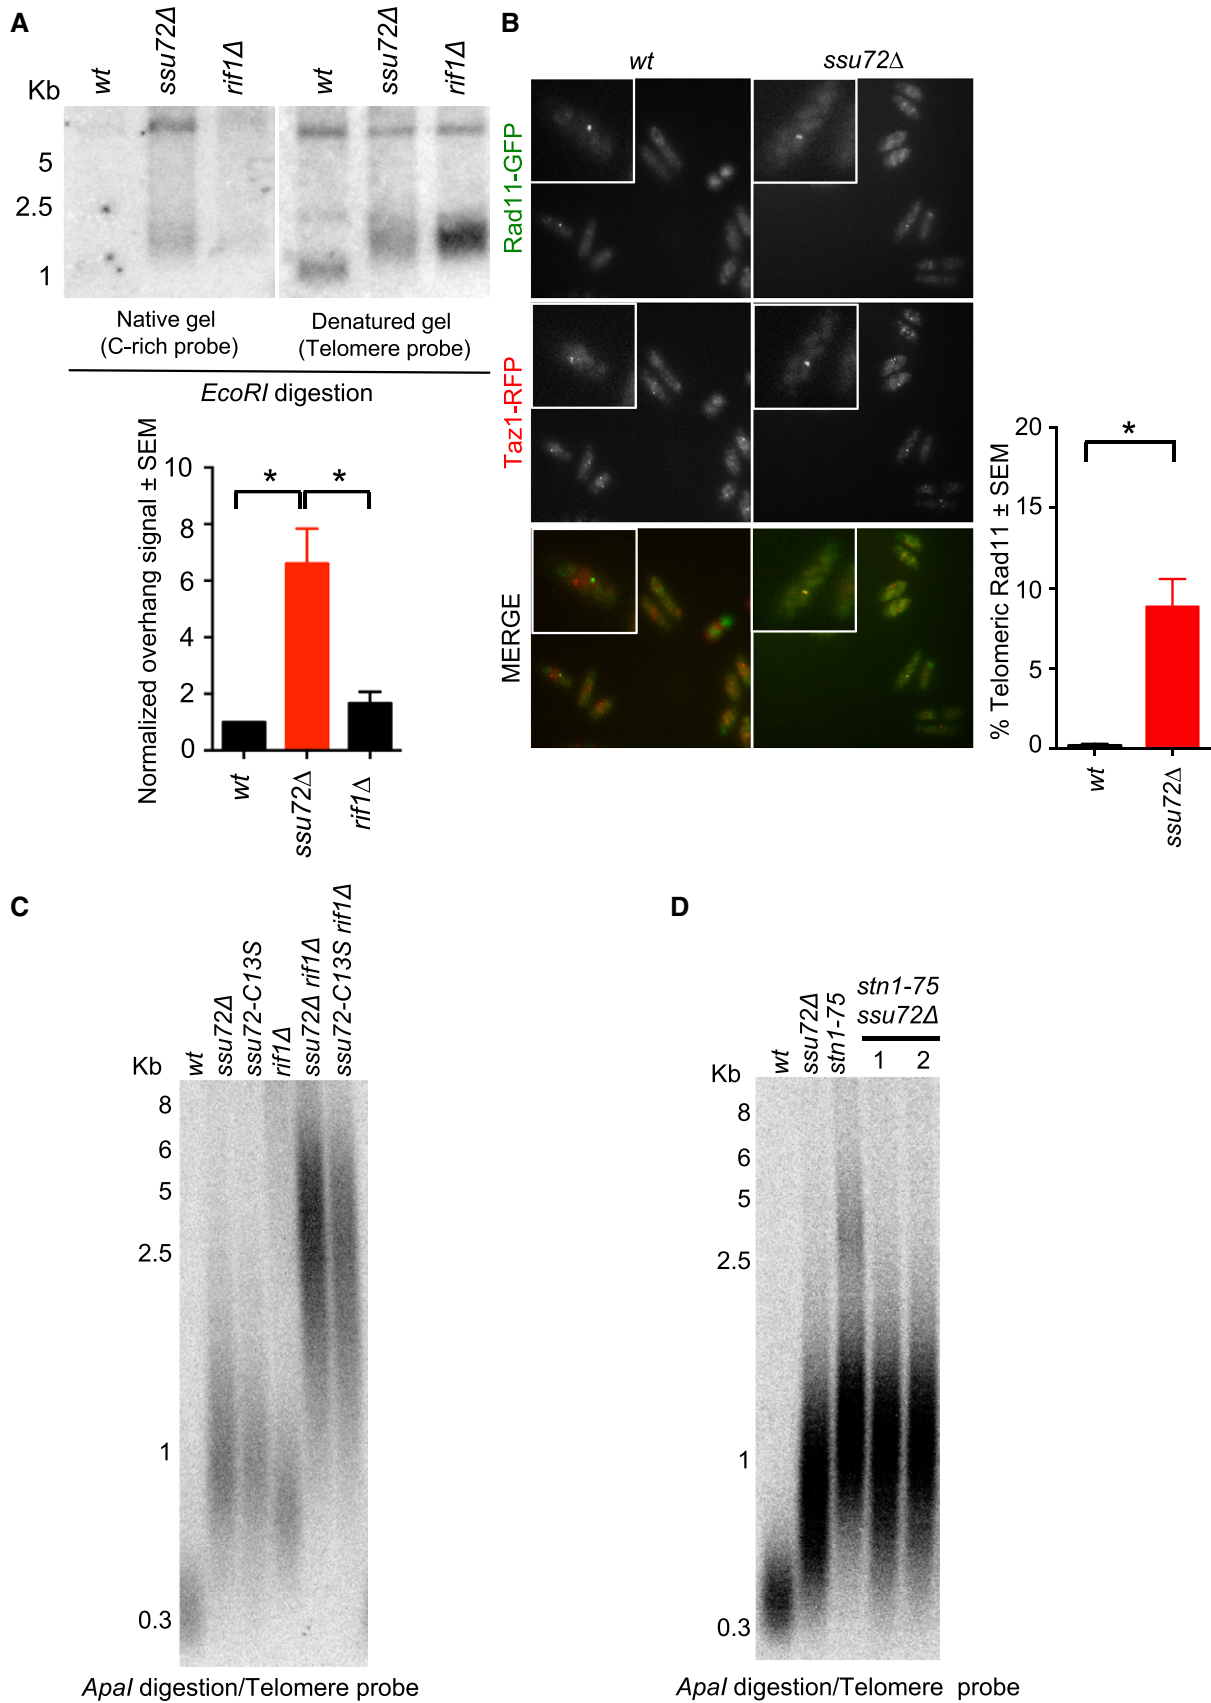 A
Kb
wt
ssu72Δ
rif1Δ
wt
ssu72Δ
rif1Δ
5
2.5
1
Native gel
(C-rich probe)
Denatured gel
(Telomere probe)
EcoRI digestion
Normalized overhang signal ± SEM
10
8
6
4
2
0
*
*
wt
ssu72Δ
rif1Δ
B
wt
ssu72Δ
Rad11-GFP
Taz1-RFP
MERGE
% Telomeric Rad11 ± SEM
20
15
10
5
0
*
wt
ssu72Δ
C
Kb
wt
ssu72Δ
ssu72-C13S
rif1Δ
ssu72Δ rif1Δ
ssu72-C13S rif1Δ
8
6
5
2.5
1
0.3
ApaI digestion/Telomere probe
D
Kb
wt
ssu72Δ
stn1-75
stn1-75
ssu72Δ
1 2
8
6
5
2.5
1
0.3
ApaI digestion/Telomere probe